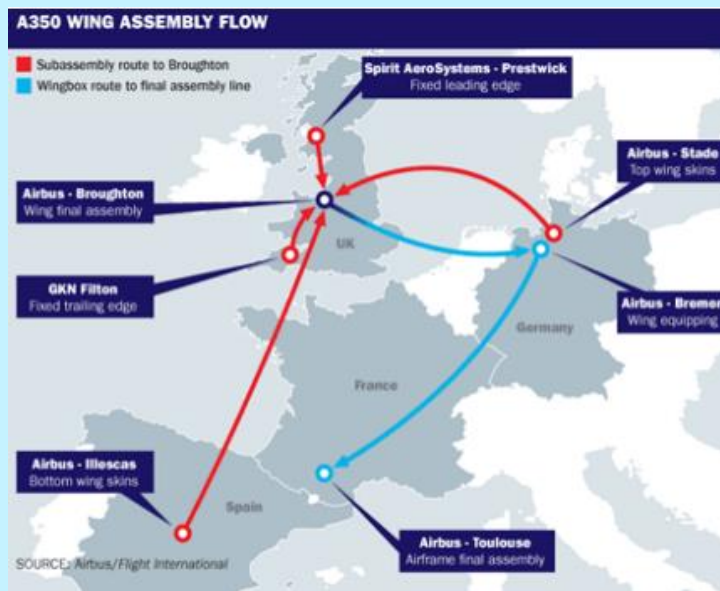 A350 WING ASSEMBLY FLOW
Subassembly route to Broughton
Wingbox route to final assembly line
Spirit AeroSystems - Prestwick
Fixed leading edge
Airbus - Stade
Top wing skins
Airbus - Broughton
Wing final assembly
UK
GKN Filton
Fixed trailing edge
Airbus - Bremen
Wing equipping
Germany
France
Airbus - Illescas
Bottom wing skins
Spain
Airbus - Toulouse
Airframe final assembly
SOURCE: Airbus/Flight International